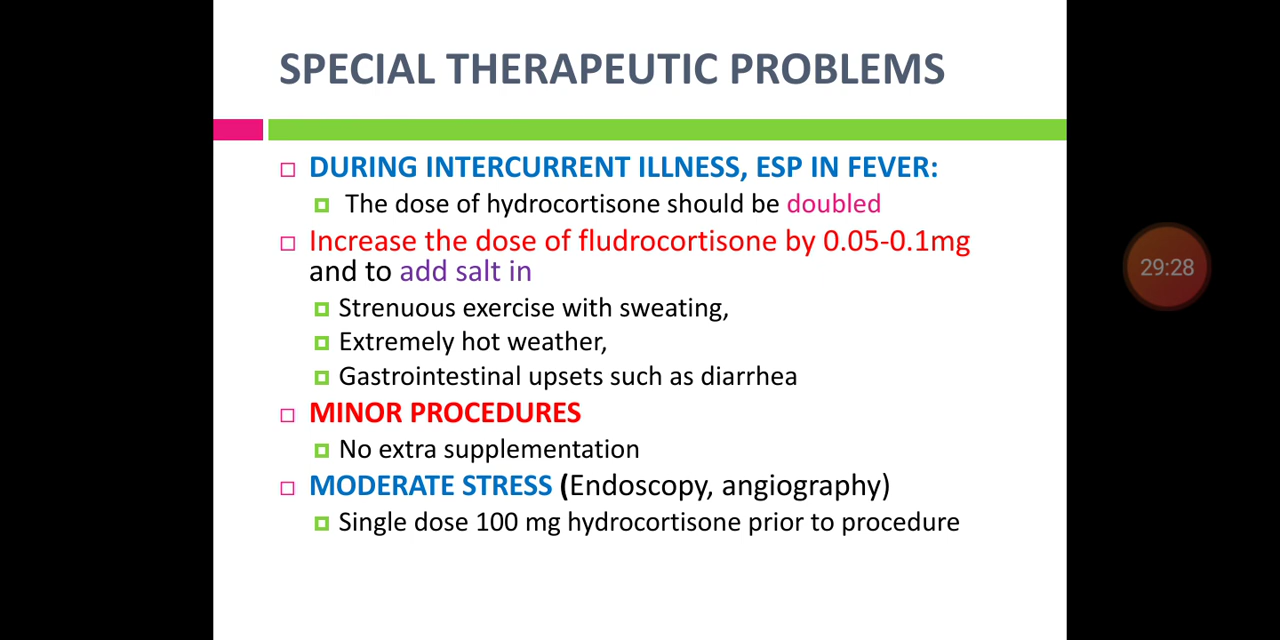 SPECIAL THERAPEUTIC PROBLEMS
DURING INTERCURRENT ILLNESS, ESP IN FEVER:
The dose of hydrocortisone should be doubled
Increase the dose of fludrocortisone by 0.05-0.1mg
and to add salt in
Strenuous exercise with sweating,
Extremely hot weather,
Gastrointestinal upsets such as diarrhea
MINOR PROCEDURES
No extra supplementation
MODERATE STRESS (Endoscopy, angiography)
Single dose 100 mg hydrocortisone prior to procedure
29:28